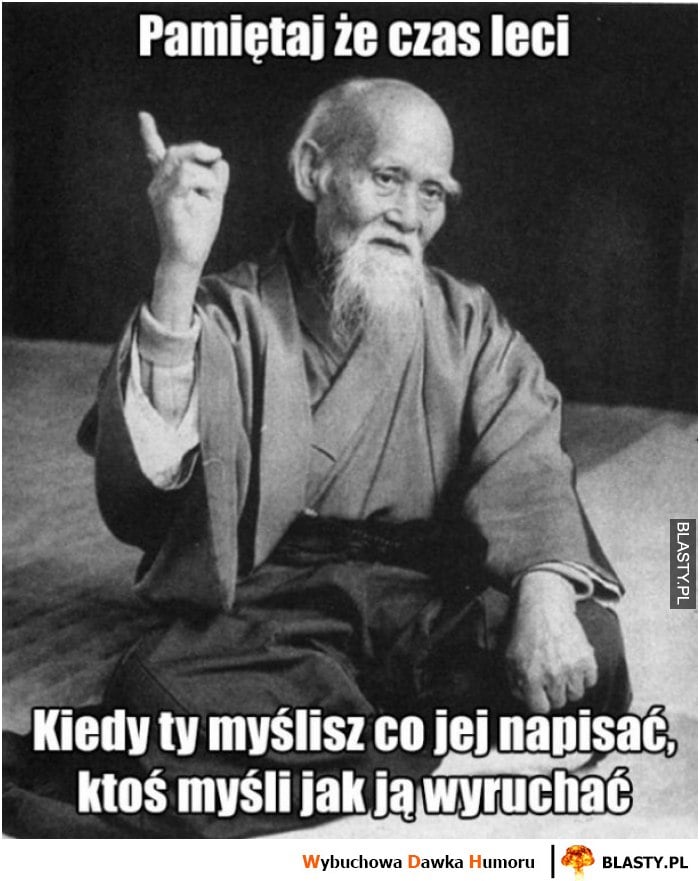 Pamiętaj że czas leci
BLASTY.PL
Kiedy ty myślisz co jej napisać,
ktoś myśli jak ją wyruchać
Wybuchowa Dawka Humoru
BLASTY.PL